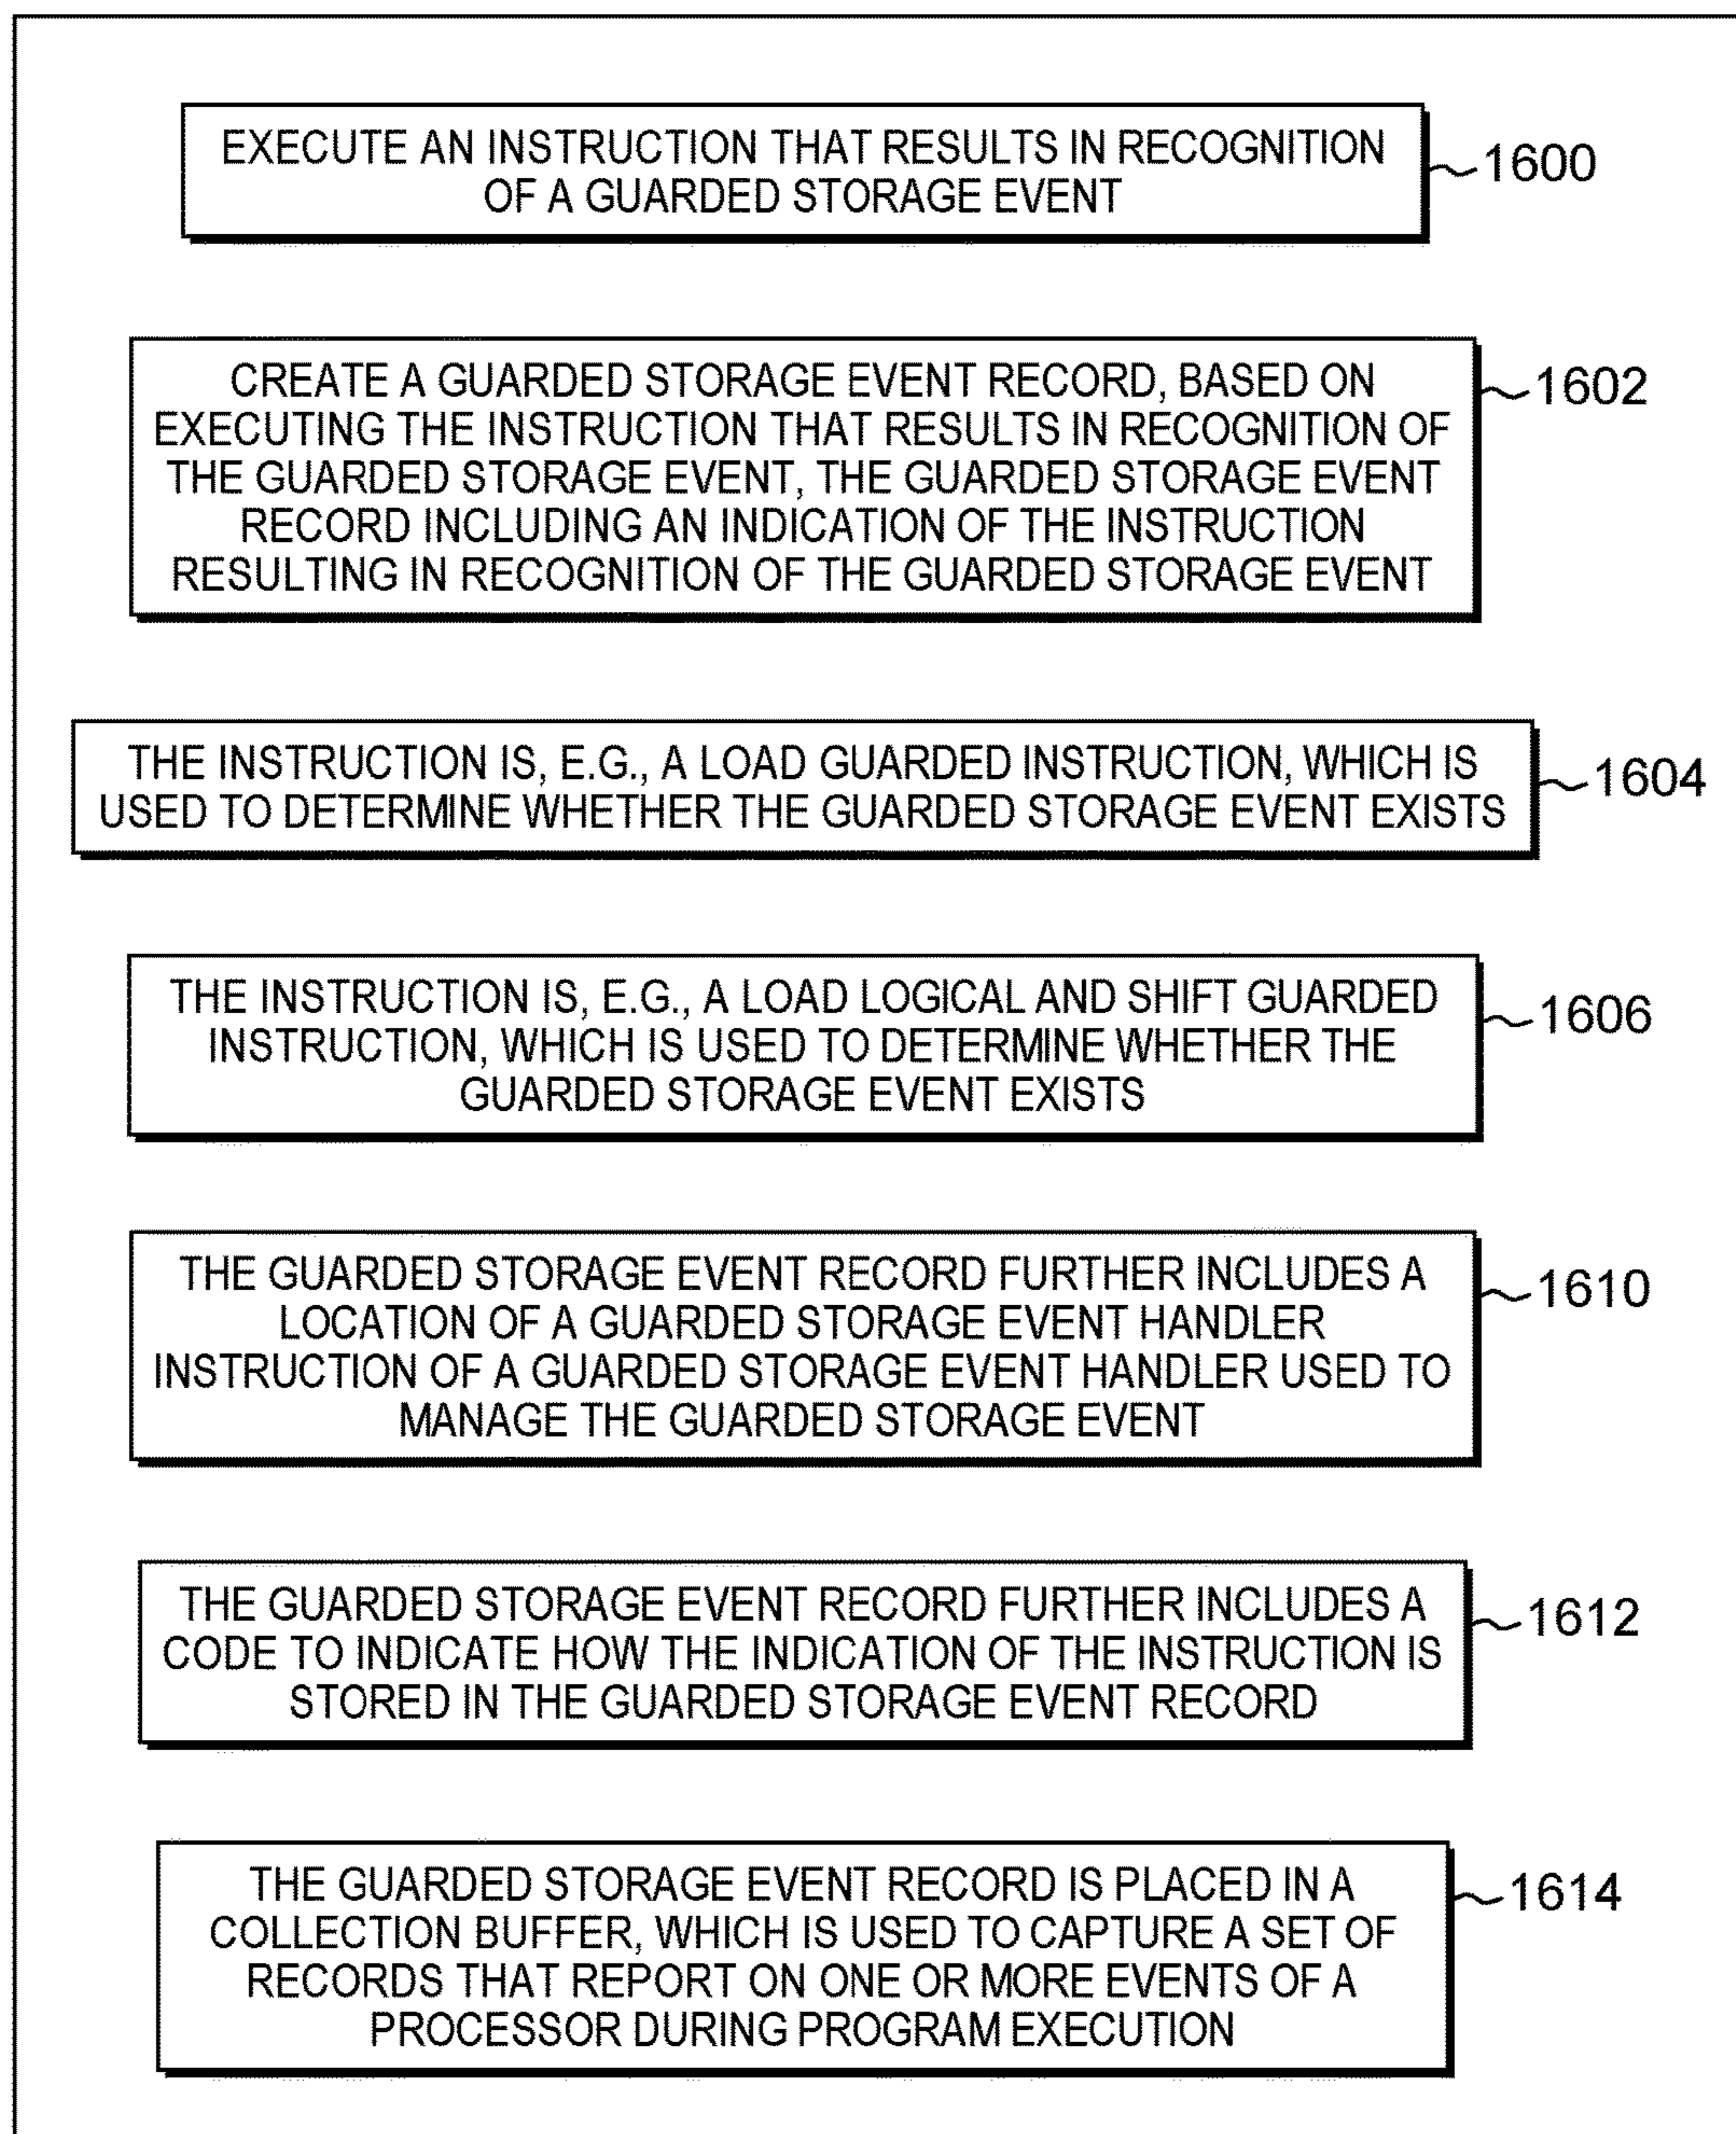 EXECUTE AN INSTRUCTION THAT RESULTS IN RECOGNITION
OF A GUARDED STORAGE EVENT
1600
CREATE A GUARDED STORAGE EVENT RECORD, BASED ON
EXECUTING THE INSTRUCTION THAT RESULTS IN RECOGNITION OF
THE GUARDED STORAGE EVENT, THE GUARDED STORAGE EVENT
RECORD INCLUDING AN INDICATION OF THE INSTRUCTION
RESULTING IN RECOGNITION OF THE GUARDED STORAGE EVENT
1602
THE INSTRUCTION IS, E.G., A LOAD GUARDED INSTRUCTION, WHICH IS
USED TO DETERMINE WHETHER THE GUARDED STORAGE EVENT EXISTS
1604
THE INSTRUCTION IS, E.G., A LOAD LOGICAL AND SHIFT GUARDED
INSTRUCTION, WHICH IS USED TO DETERMINE WHETHER THE
GUARDED STORAGE EVENT EXISTS
1606
THE GUARDED STORAGE EVENT RECORD FURTHER INCLUDES A
LOCATION OF A GUARDED STORAGE EVENT HANDLER
INSTRUCTION OF A GUARDED STORAGE EVENT HANDLER USED TO
MANAGE THE GUARDED STORAGE EVENT
1610
THE GUARDED STORAGE EVENT RECORD FURTHER INCLUDES A
CODE TO INDICATE HOW THE INDICATION OF THE INSTRUCTION IS
STORED IN THE GUARDED STORAGE EVENT RECORD
1612
THE GUARDED STORAGE EVENT RECORD IS PLACED IN A
COLLECTION BUFFER, WHICH IS USED TO CAPTURE A SET OF
RECORDS THAT REPORT ON ONE OR MORE EVENTS OF A
PROCESSOR DURING PROGRAM EXECUTION
1614